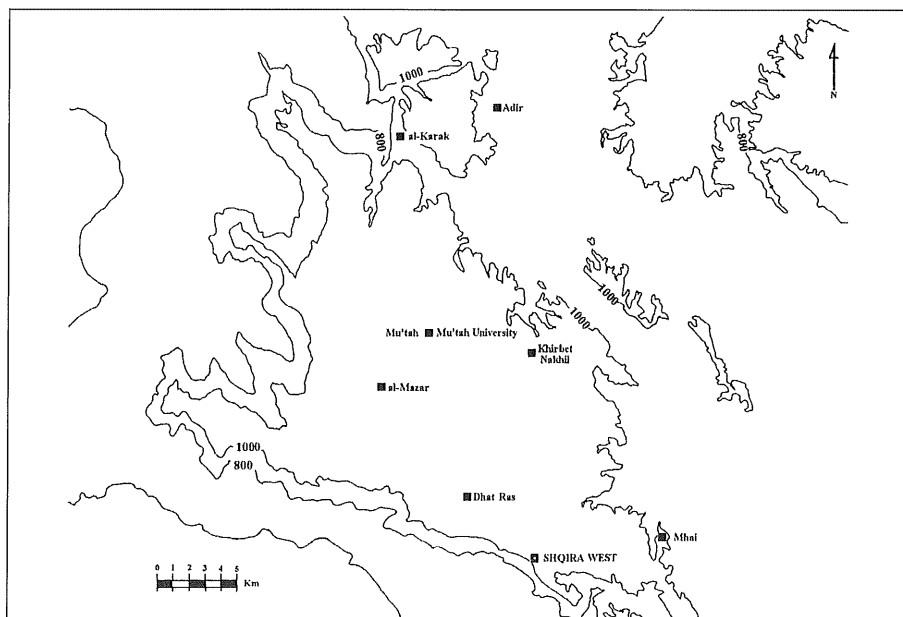 1000
N
Adir
800
al-Karak
800
1000
1000
Mu'tah
Mu'tah University
Khirbet
Nakhil
al-Mazar
1000
800
Dhat Ras
Mhai
SHQIRA WEST
0 1 2 3 4 5
Km